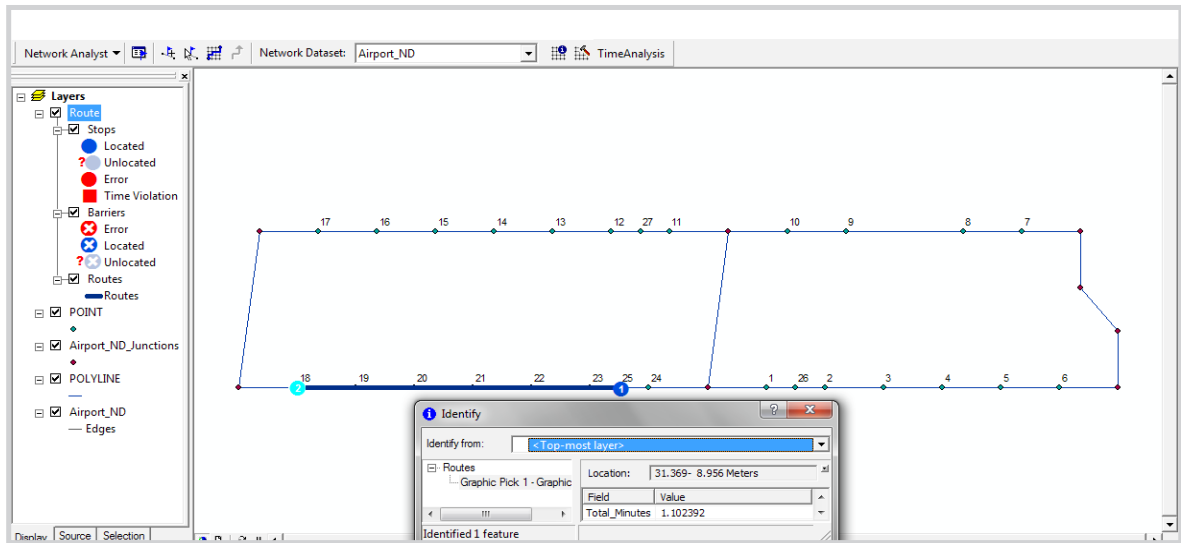 Network Analyst Network Dataset: Airport_ND TimeAnalysis
Layers
Route
Stops
Located
? Unlocated
Error
Time Violation
Barriers
Error
Located
? Unlocated
Routes
Routes
POINT
Airport_ND_Junctions
POLYLINE
Airport_ND
Edges
Display Source Selection
17 16 15 14 13 12 27 11 10 9 8 7
18 19 20 21 22 23 25 24 1 26 2 3 4 5 6
2 1
Identify
Identify from: <Top-most layer>
Routes
Graphic Pick 1 - Graphic
Location: 31.369- 8.956 Meters
Field Value
Total_Minutes 1.102392
Identified 1 feature